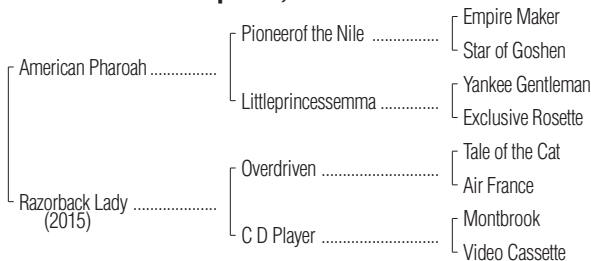 American Pharoah ...............
Razorback Lady ..................
(2015)
Pioneerof the Nile ...............
Littleprincessemma .............
Overdriven ..........................
C D Player ...........................
Empire Maker
Star of Goshen
Yankee Gentleman
Exclusive Rosette
Tale of the Cat
Air France
Montbrook
Video Cassette